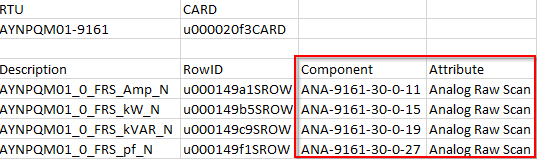 RTU CARD
AYNPQM01-9161 u000020f3CARD
Description RowID Component Attribute
AYNPQM01_0_FRS_Amp_N u000149a1SROW ANA-9161-30-0-11 Analog Raw Scan
AYNPQM01_0_FRS_kW_N u000149b5SROW ANA-9161-30-0-15 Analog Raw Scan
AYNPQM01_0_FRS_kVAR_N u000149c9SROW ANA-9161-30-0-19 Analog Raw Scan
AYNPQM01_0_FRS_pf_N u000149f1SROW ANA-9161-30-0-27 Analog Raw Scan